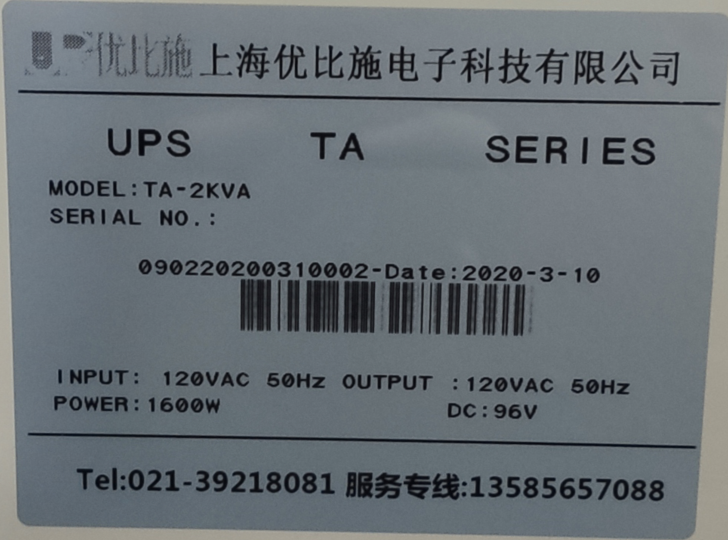 UP优比施 上海优比施电子科技有限公司
UPS TA SERIES
MODEL:TA-2KVA
SERIAL NO.:
090220200310002-Date:2020-3-10
INPUT: 120VAC 50Hz OUTPUT :120VAC 50Hz
POWER:1600W DC:96V
Tel:021-39218081 服务专线:13585657088